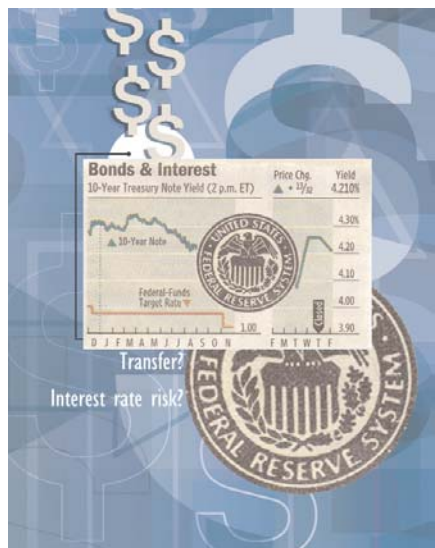 $
$
$
$
Bonds & Interest
10-Year Treasury Note Yield (2 p.m. ET)
Price Chg. Yield
▲ + 15/32 4.210%
▲ 10-Year Note
Federal-Funds
Target Rate ▼
1.00
D J F M A M J J A S O N
4.30%
4.20
4.10
4.00
3.90
Closed
F M T W T F
UNITED STATES
FEDERAL RESERVE SYSTEM
Transfer?
Interest rate risk?
FEDERAL RESERVE SYSTEM